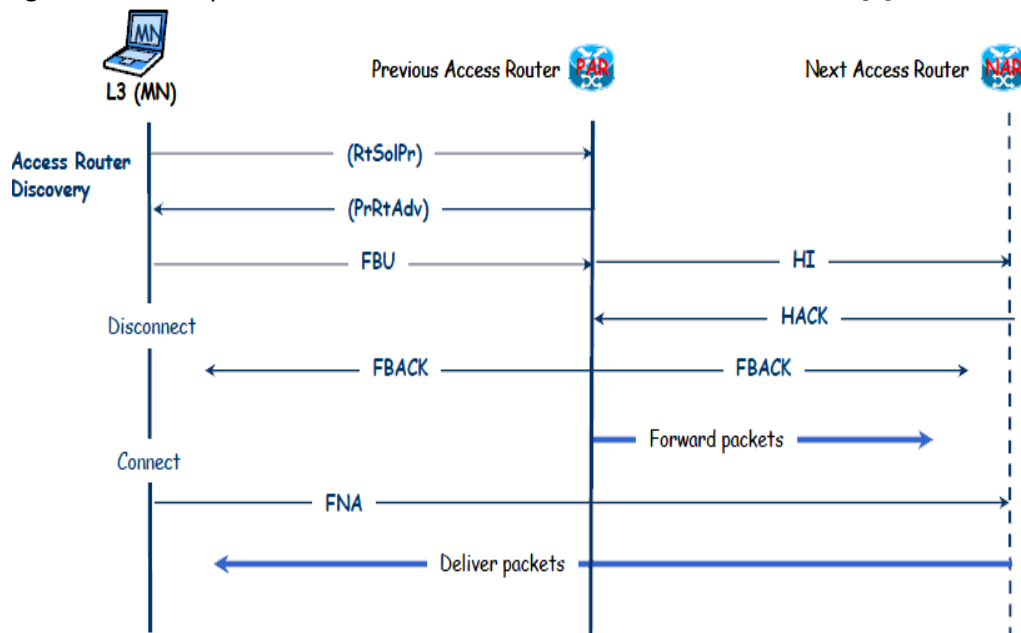 MN
L3 (MN)
Previous Access Router PAR
Next Access Router NAR
Access Router
Discovery
(RtSolPr)
(PrRtAdv)
FBU
HI
Disconnect
HACK
FBACK FBACK
Forward packets
Connect
FNA
Deliver packets